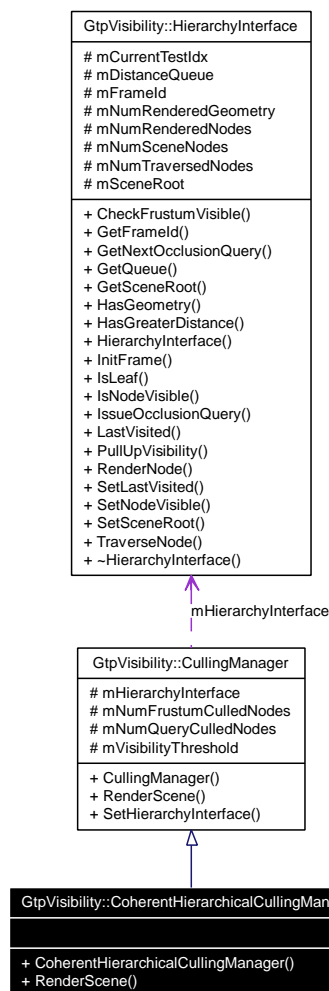 GtpVisibility::HierarchyInterface
# mCurrentTestIdx
# mDistanceQueue
# mFrameId
# mNumRenderedGeometry
# mNumRenderedNodes
# mNumSceneNodes
# mNumTraversedNodes
# mSceneRoot
+ CheckFrustumVisible()
+ GetFrameId()
+ GetNextOcclusionQuery()
+ GetQueue()
+ GetSceneRoot()
+ HasGeometry()
+ HasGreaterDistance()
+ HierarchyInterface()
+ InitFrame()
+ IsLeaf()
+ IsNodeVisible()
+ IssueOcclusionQuery()
+ LastVisited()
+ PullUpVisibility()
+ RenderNode()
+ SetLastVisited()
+ SetNodeVisible()
+ SetSceneRoot()
+ TraverseNode()
+ ~HierarchyInterface()
mHierarchyInterface
GtpVisibility::CullingManager
# mHierarchyInterface
# mNumFrustumCulledNodes
# mNumQueryCulledNodes
# mVisibilityThreshold
+ CullingManager()
+ RenderScene()
+ SetHierarchyInterface()
GtpVisibility::CoherentHierarchicalCullingMan
+ CoherentHierarchicalCullingManager()
+ RenderScene()